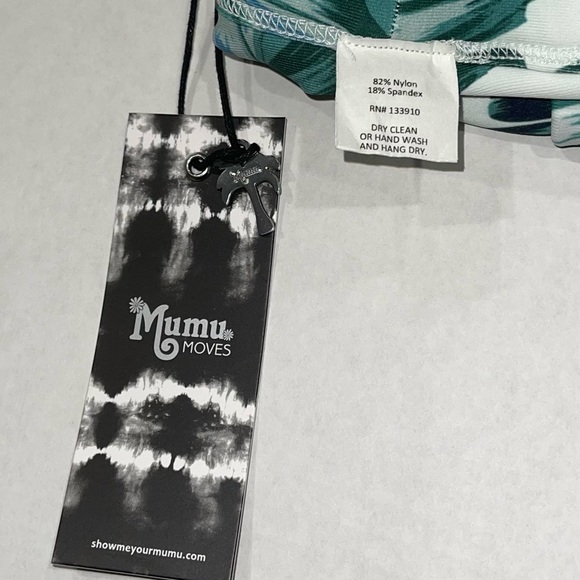 82% Nylon
18% Spandex
RN# 133910
DRY CLEAN
OR HAND WASH
AND HANG DRY.
Mumu
MOVES
showmeyourmumu.com